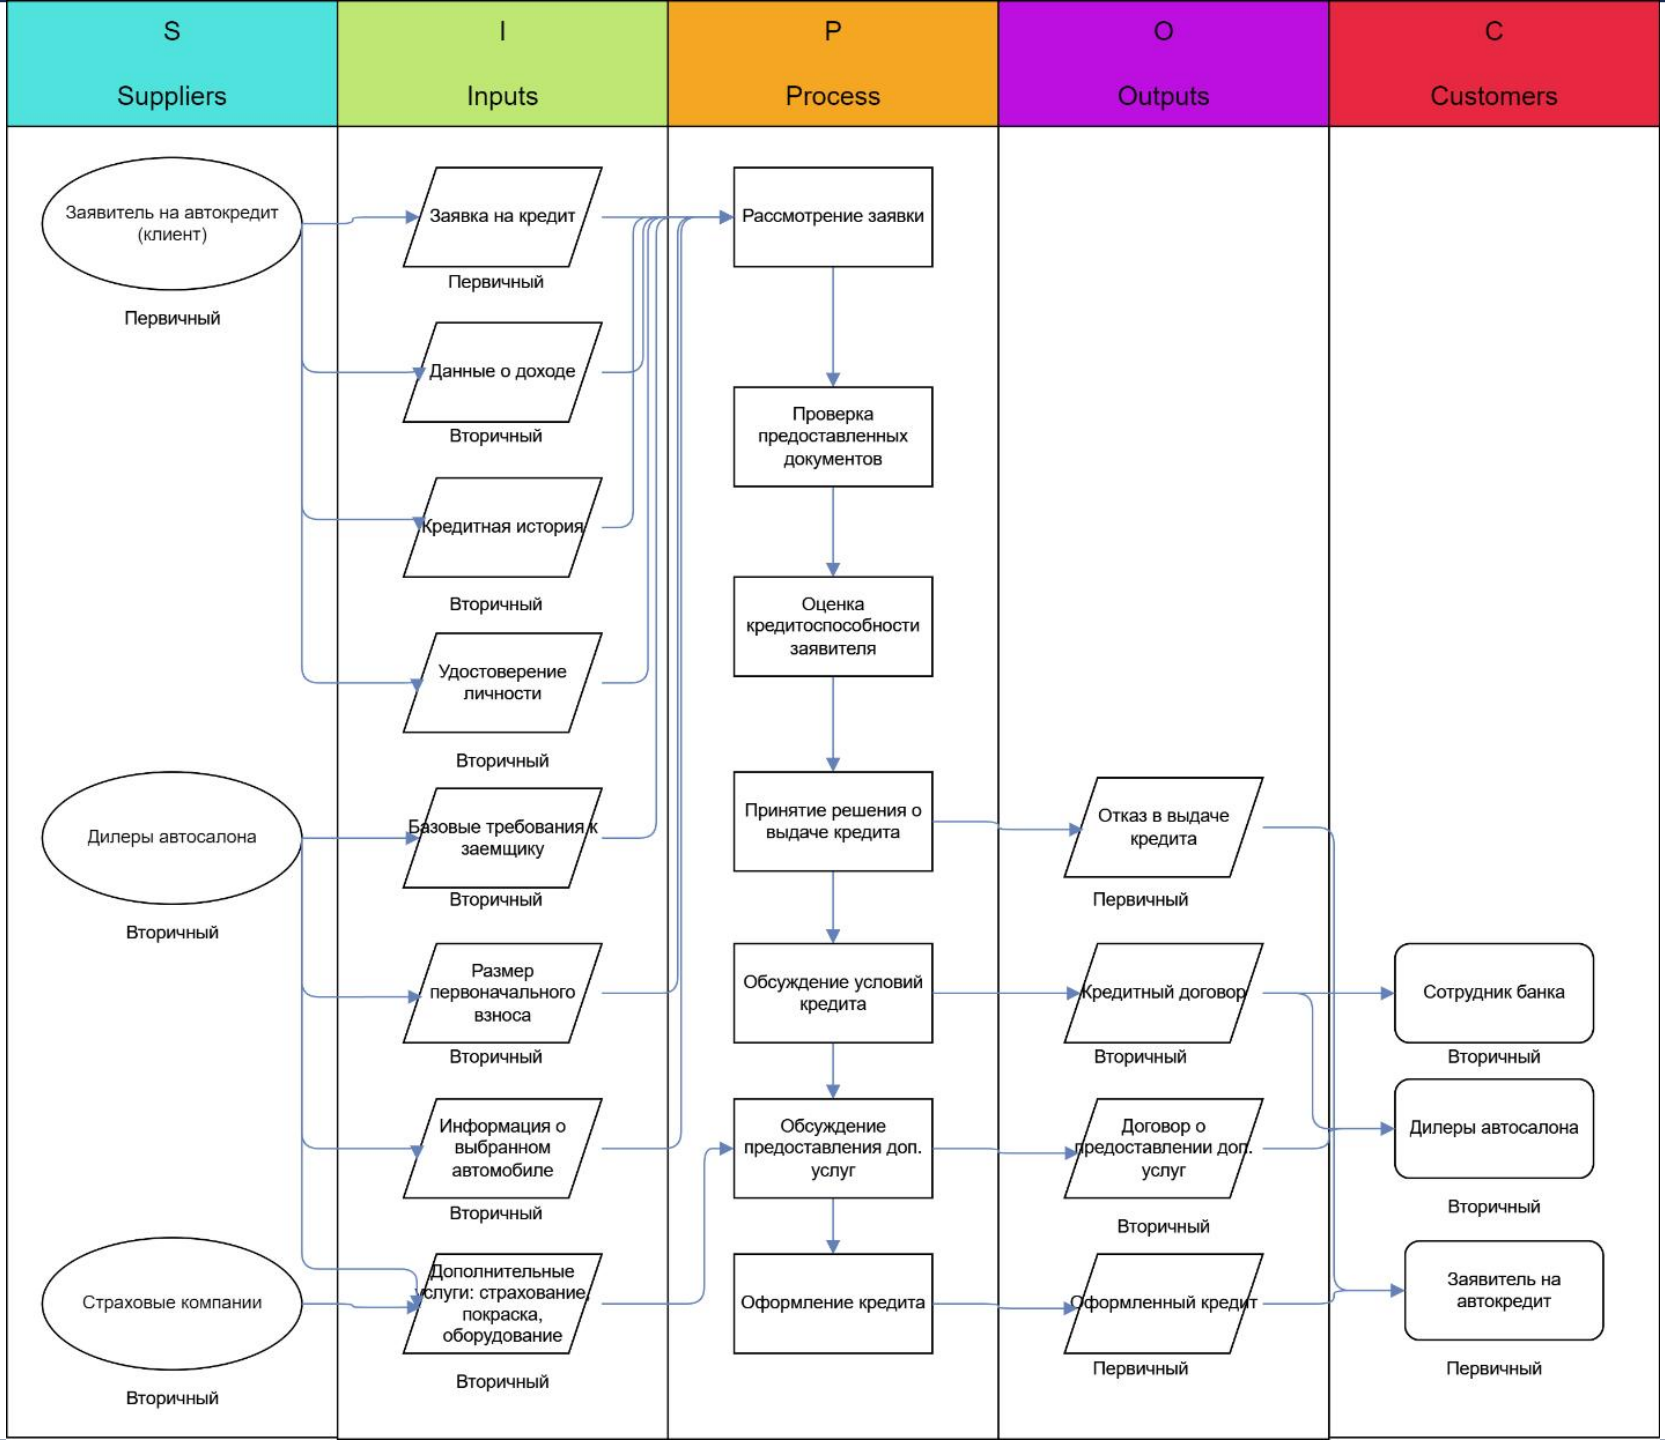 S
Suppliers
I
Inputs
P
Process
O
Outputs
C
Customers
Заявитель на автокредит
(клиент)
Первичный
Дилеры автосалона
Вторичный
Страховые компании
Вторичный
Заявка на кредит
Первичный
Данные о доходе
Вторичный
Кредитная история
Вторичный
Удостоверение
личности
Вторичный
Базовые требования к
заемщику
Вторичный
Размер
первоначального
взноса
Вторичный
Информация о
выбранном
автомобиле
Вторичный
Дополнительные
услуги: страхование,
покраска,
оборудование
Вторичный
Рассмотрение заявки
Проверка
предоставленных
документов
Оценка
кредитоспособности
заявителя
Принятие решения о
выдаче кредита
Обсуждение условий
кредита
Обсуждение
предоставления доп.
услуг
Оформление кредита
Отказ в выдаче
кредита
Первичный
Кредитный договор
Вторичный
Договор о
предоставлении доп.
услуг
Вторичный
Оформленный кредит
Первичный
Сотрудник банка
Вторичный
Дилеры автосалона
Вторичный
Заявитель на
автокредит
Первичный